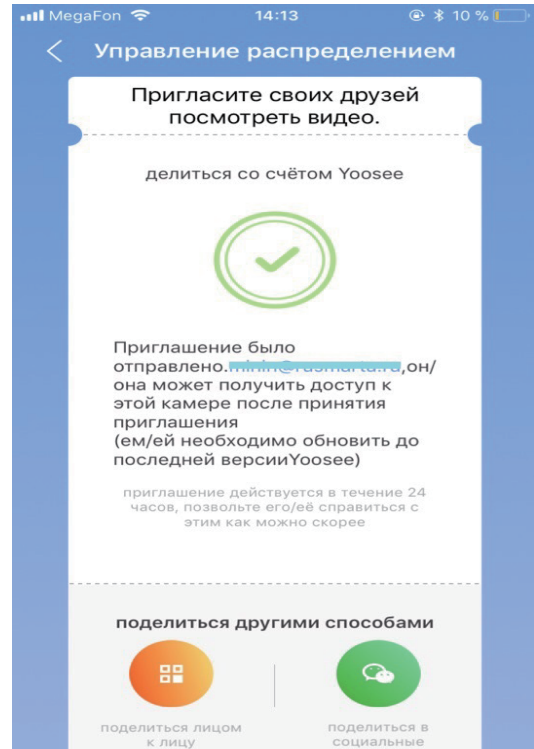 MegaFon 14:13 10 %
Управление распределением
Пригласите своих друзей
посмотреть видео.
делиться со счётом Yoosee
Приглашение было
отправлено. ,он/
она может получить доступ к
этой камере после принятия
приглашения
(ем/ей необходимо обновить до
последней версииYoosee)
приглашение действуется в течение 24
часов, позвольте его/её справиться с
этим как можно скорее
поделиться другими способами
поделиться лицом
к лицу
поделиться в
социальные